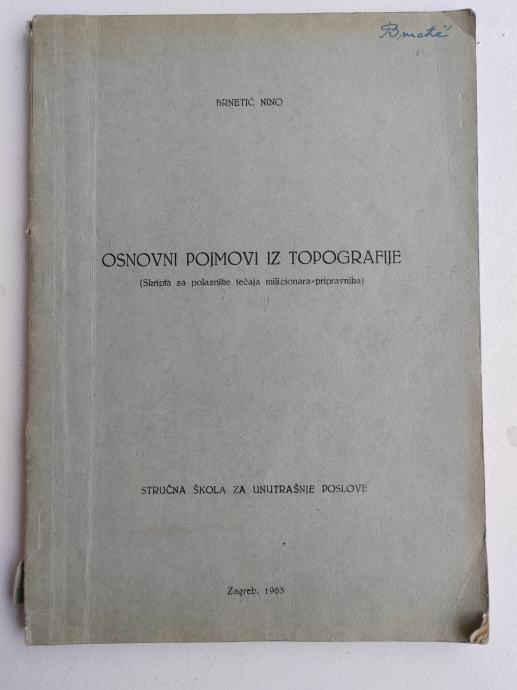 Brnetić
BRNETIĆ NINO
OSNOVNI POJMOVI IZ TOPOGRAFIJE
(Skripta za polaznike tečaja milicionara-pripravnika)
STRUČNA ŠKOLA ZA UNUTRAŠNJE POSLOVE
Zagreb, 1963